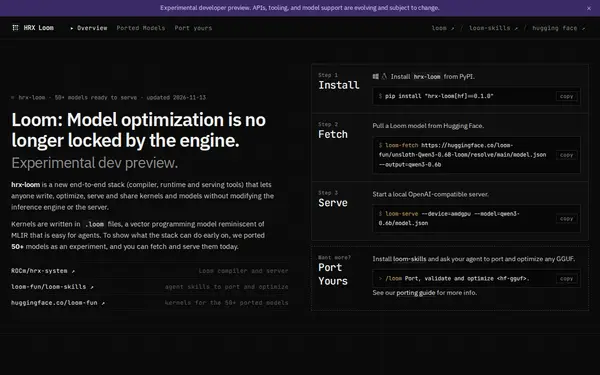 Experimental developer preview. APIs, tooling, and model support are evolving and subject to change.
HRX Loom
▸ Overview
Ported Models
Port yours
loom ↗ / loom-skills ↗ / hugging face ↗
hrx-loom · 50+ models ready to serve · updated 2026-11-13
Loom: Model optimization is no
longer locked by the engine.
Experimental dev preview.
hrx-loom is a new end-to-end stack (compiler, runtime and serving tools) that lets
anyone write, optimize, serve and share kernels and models without modifying the
inference engine or the server.
Kernels are written in .loom files, a vector programming model reminiscent of
MLIR that is easy for agents. To show what the stack can do early on, we ported
50+ models as an experiment, and you can fetch and serve them today.
ROCm/hrx-system ↗ Loom compiler and server
loom-fun/loom-skills ↗ agent skills to port and optimize
huggingface.co/loom-fun ↗ kernels for the 50+ ported models
Step 1
Install
Install hrx-loom from PyPI.
$ pip install "hrx-loom[hf]==0.1.0"
copy
Step 2
Fetch
Pull a Loom model from Hugging Face.
$ loom-fetch https://huggingface.co/loom-
fun/unsloth-Qwen3-0.6B-loom/resolve/main/model.json
--output=qwen3-0.6b
copy
Step 3
Serve
Start a local OpenAI-compatible server.
$ loom-serve --device=amdgpu --model=qwen3-
0.6b/model.json
copy
Want more?
Port
Yours
Install loom-skills and ask your agent to port and optimize any GGUF.
> /loom Port, validate and optimize <hf-gguf>.
copy
See our porting guide for more info.